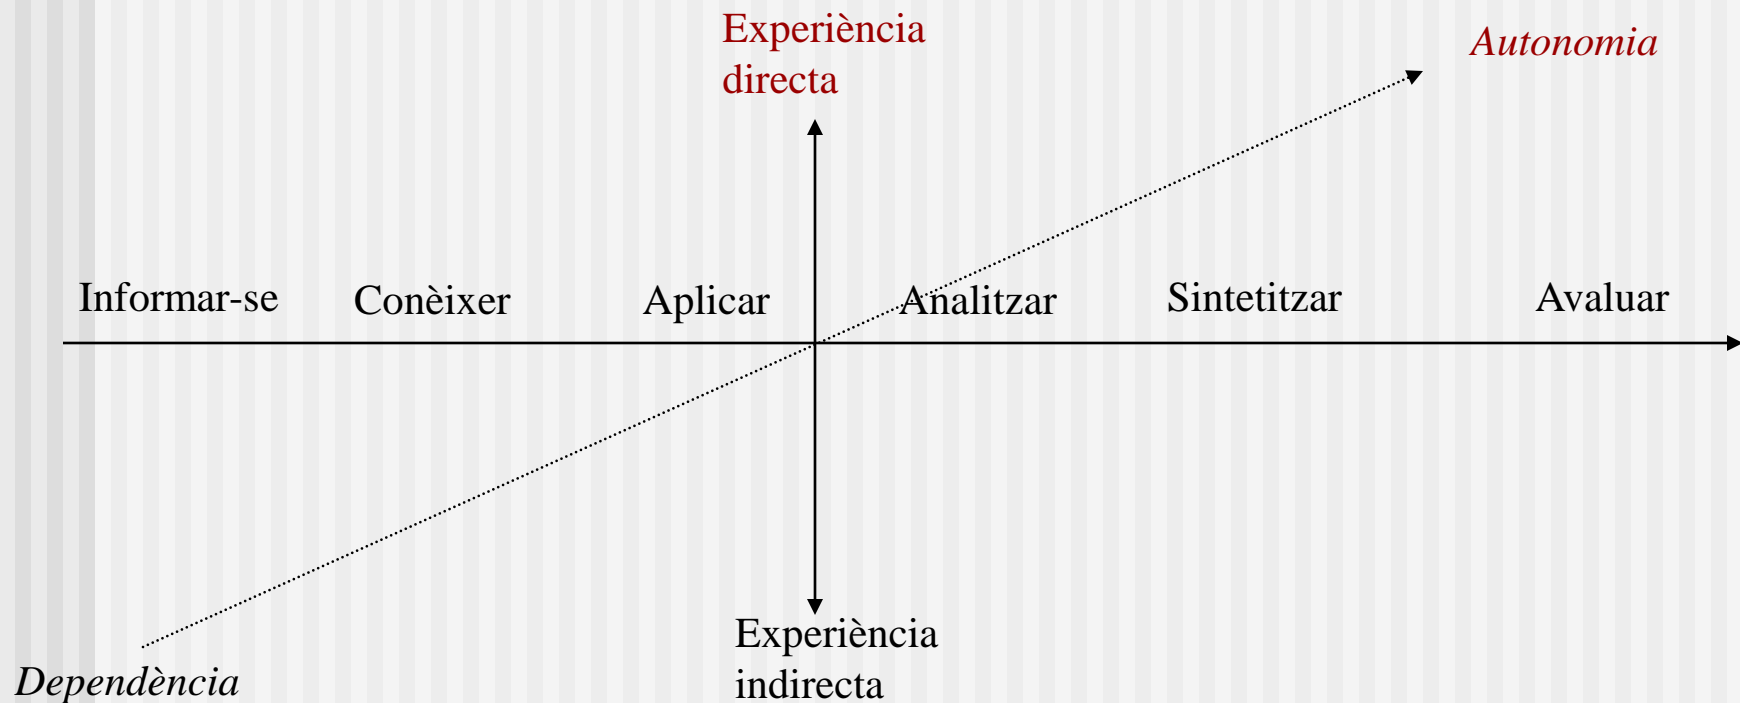 Experiència
directa
Autonomia
Informar-se
Conèixer
Aplicar
Analitzar
Sintetitzar
Avaluar
Experiència
indirecta
Dependència